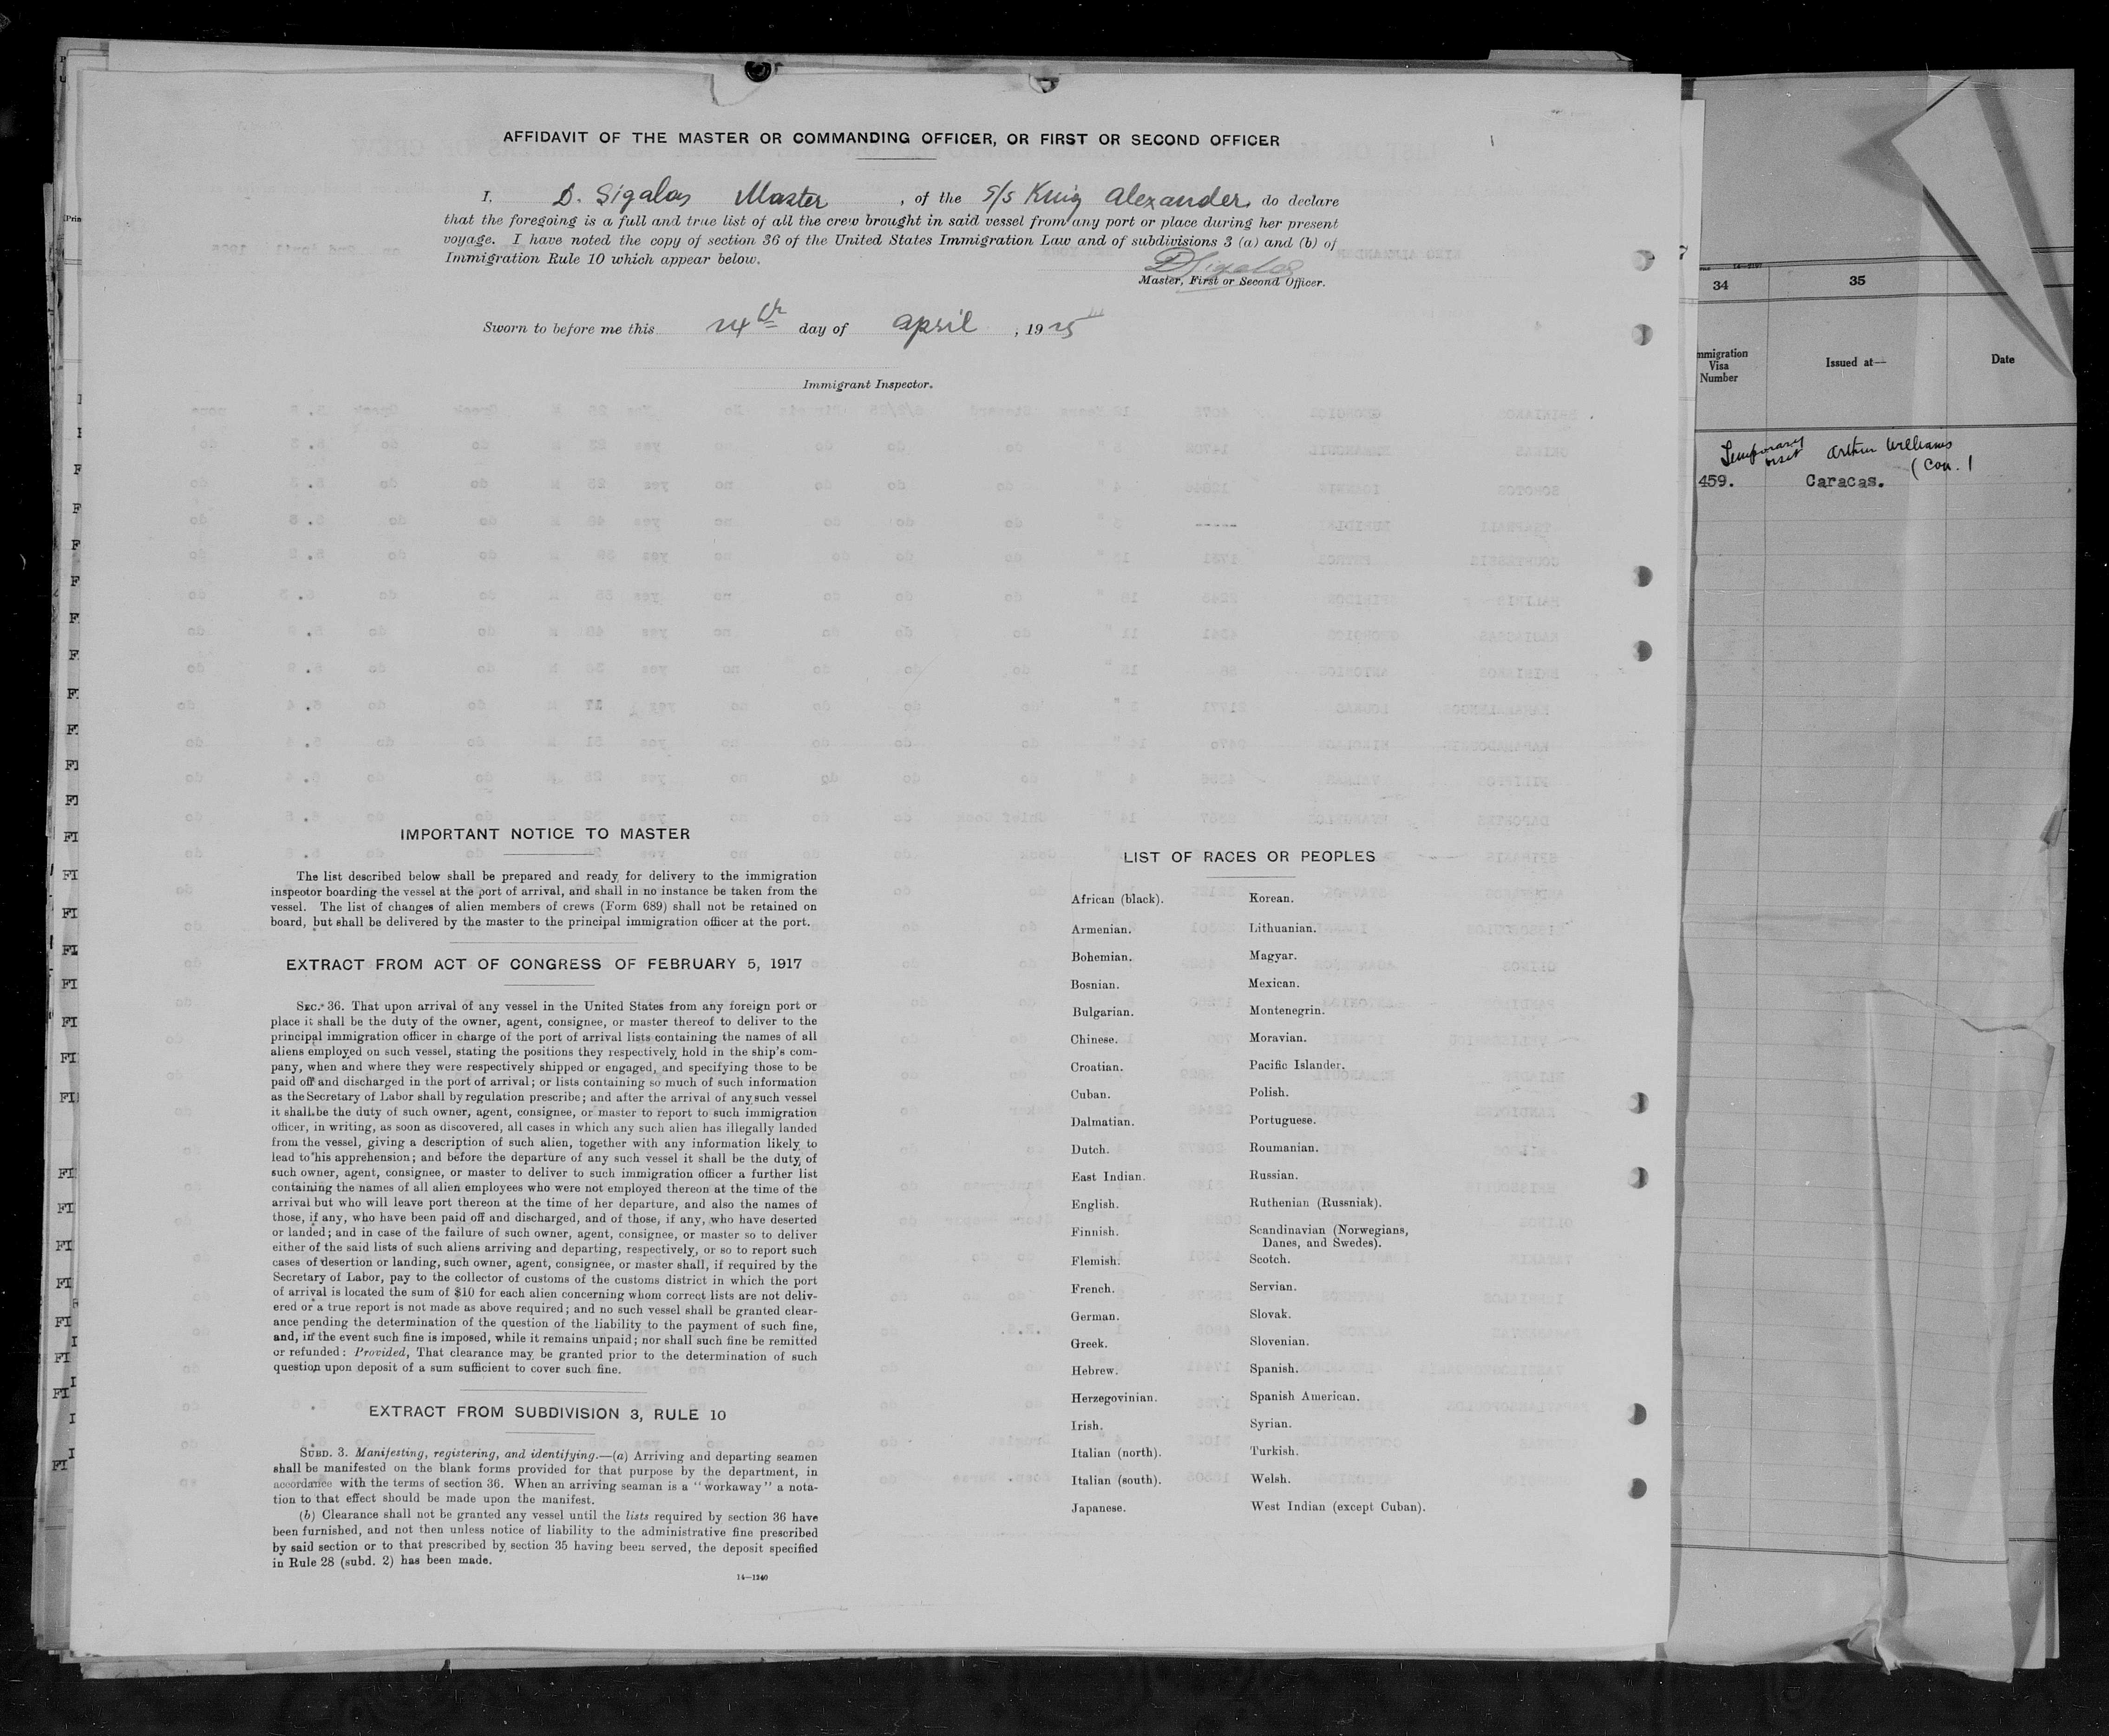 AFFIDAVIT OF THE MASTER OR COMMANDING OFFICER, OR FIRST OR SECOND OFFICER
I, D. Sigalas Master, of the S/S King Alexander, do declare
that the foregoing is a full and true list of all the crew brought in said vessel from any port or place during her present
voyage. I have noted the copy of section 36 of the United States Immigration Law and of subdivisions 3 (a) and (b) of
Immigration Rule 10 which appear below.
D Sigalas
Master, First or Second Officer.
Sworn to before me this 24th day of april, 1925
Immigrant Inspector.
IMPORTANT NOTICE TO MASTER
The list described below shall be prepared and ready for delivery to the immigration
inspector boarding the vessel at the port of arrival, and shall in no instance be taken from the
vessel. The list of changes of alien members of crews (Form 689) shall not be retained on
board, but shall be delivered by the master to the principal immigration officer at the port.
EXTRACT FROM ACT OF CONGRESS OF FEBRUARY 5, 1917
SEC. 36. That upon arrival of any vessel in the United States from any foreign port or
place it shall be the duty of the owner, agent, consignee, or master thereof to deliver to the
principal immigration officer in charge of the port of arrival lists containing the names of all
aliens employed on such vessel, stating the positions they respectively hold in the ship's com-
pany, when and where they were respectively shipped or engaged, and specifying those to be
paid off and discharged in the port of arrival; or lists containing so much of such information
as the Secretary of Labor shall by regulation prescribe; and after the arrival of any such vessel
it shall be the duty of such owner, agent, consignee, or master to report to such immigration
officer, in writing, as soon as discovered, all cases in which any such alien has illegally landed
from the vessel, giving a description of such alien, together with any information likely to
lead to his apprehension; and before the departure of any such vessel it shall be the duty of
such owner, agent, consignee, or master to deliver to such immigration officer a further list
containing the names of all alien employees who were not employed thereon at the time of the
arrival but who will leave port thereon at the time of her departure, and also the names of
those, if any, who have been paid off and discharged, and of those, if any, who have deserted
or landed; and in case of the failure of such owner, agent, consignee, or master so to deliver
either of the said lists of such aliens arriving and departing, respectively, or so to report such
cases of desertion or landing, such owner, agent, consignee, or master shall, if required by the
Secretary of Labor, pay to the collector of customs of the customs district in which the port
of arrival is located the sum of $10 for each alien concerning whom correct lists are not deliv-
ered or a true report is not made as above required; and no such vessel shall be granted clear-
ance pending the determination of the question of the liability to the payment of such fine,
and, in the event such fine is imposed, while it remains unpaid; nor shall such fine be remitted
or refunded: Provided, That clearance may be granted prior to the determination of such
question upon deposit of a sum sufficient to cover such fine.
EXTRACT FROM SUBDIVISION 3, RULE 10
SUBD. 3. Manifesting, registering, and identifying.—(a) Arriving and departing seamen
shall be manifested on the blank forms provided for that purpose by the department, in
accordance with the terms of section 36. When an arriving seaman is a "workaway" a nota-
tion to that effect should be made upon the manifest.
(b) Clearance shall not be granted any vessel until the lists required by section 36 have
been furnished, and not then unless notice of liability to the administrative fine prescribed
by said section or to that prescribed by section 35 having been served, the deposit specified
in Rule 28 (subd. 2) has been made.
14—1240
LIST OF RACES OR PEOPLES
African (black).
Armenian.
Bohemian.
Bosnian.
Bulgarian.
Chinese.
Croatian.
Cuban.
Dalmatian.
Dutch.
East Indian.
English.
Finnish.
Flemish.
French.
German.
Greek.
Hebrew.
Herzegovinian.
Irish.
Italian (north).
Italian (south).
Japanese.
Korean.
Lithuanian.
Magyar.
Mexican.
Montenegrin.
Moravian.
Pacific Islander.
Polish.
Portuguese.
Roumanian.
Russian.
Ruthenian (Russniak).
Scandinavian (Norwegians,
Danes, and Swedes).
Scotch.
Servian.
Slovak.
Slovenian.
Spanish.
Spanish American.
Syrian.
Turkish.
Welsh.
West Indian (except Cuban).
34
35
mmigration
Visa
Number
Issued at—
Date
Temporary
visit
Arthur Williams
(Con.
459.
Caracas.